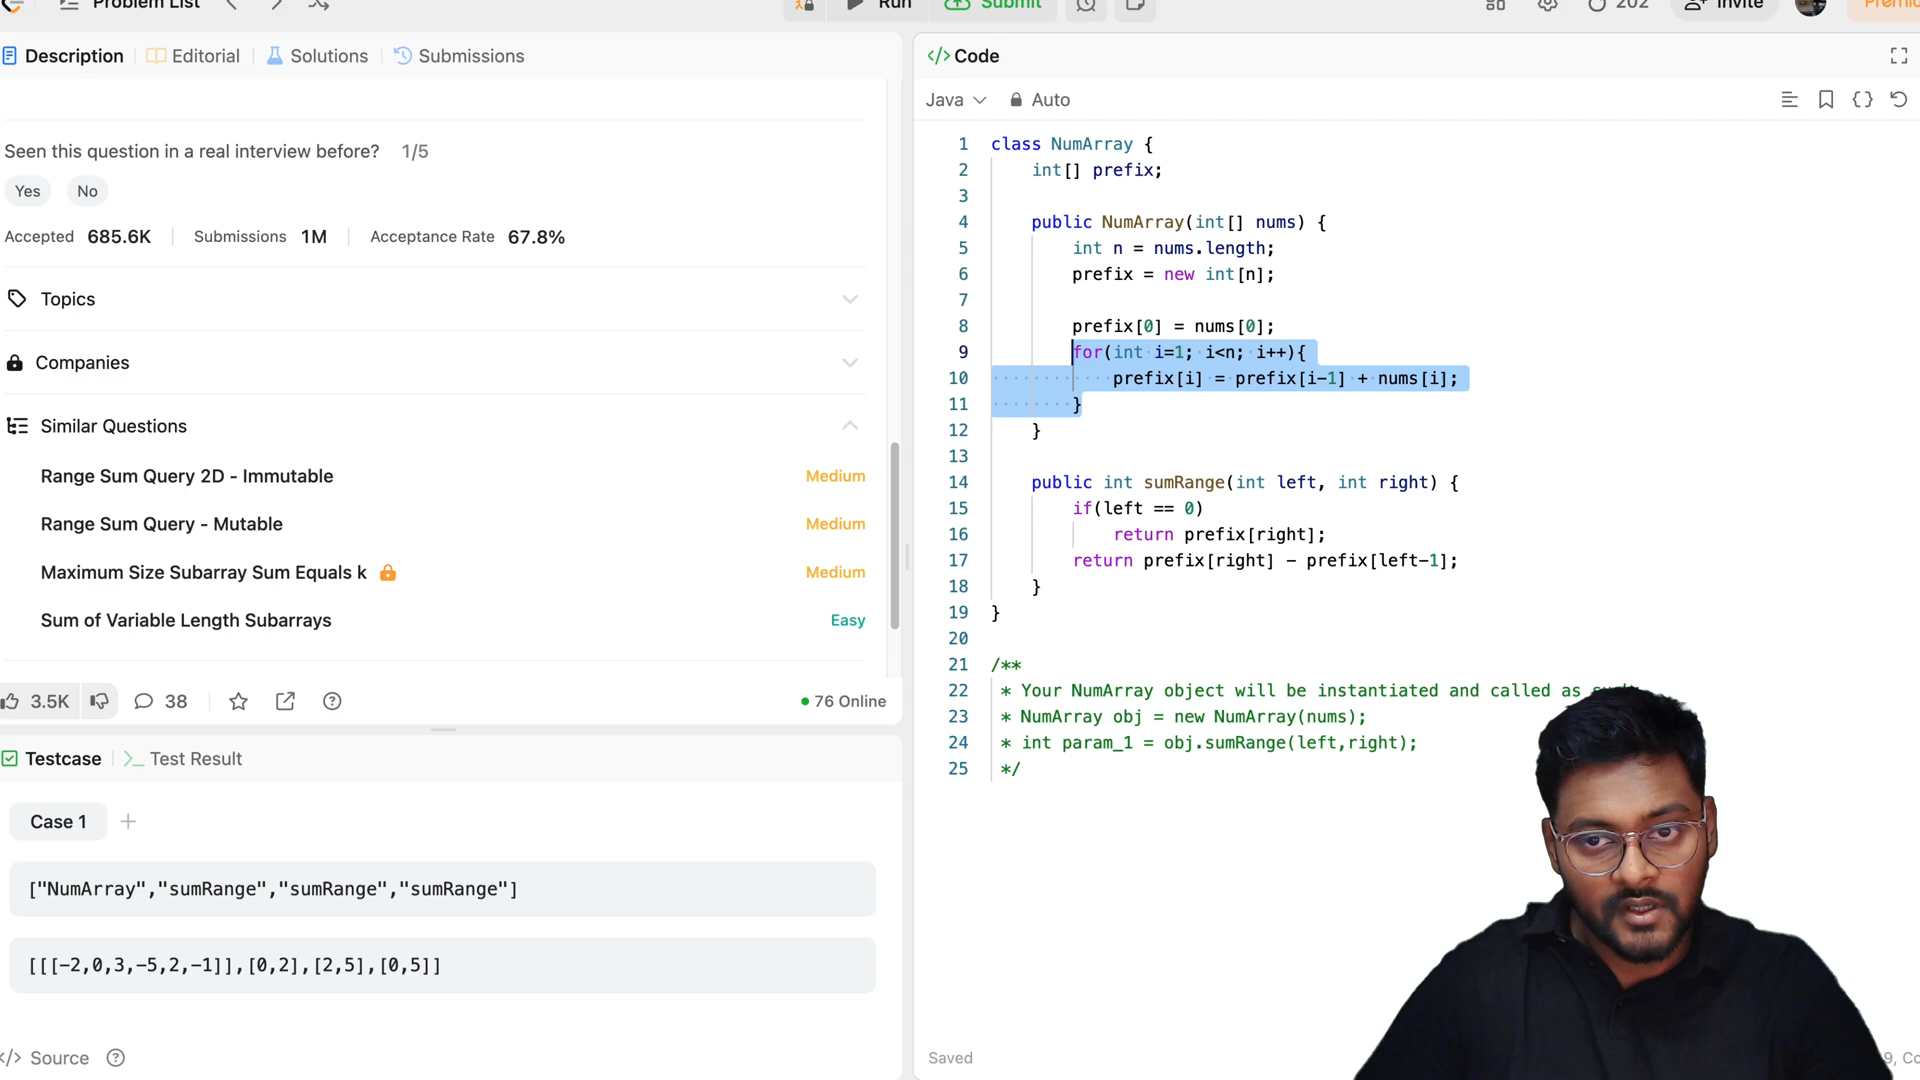 Problem List
Run
Submit
202
Invite
Premiu
Description
Editorial
Solutions
Submissions
Seen this question in a real interview before? 1/5
Yes
No
Accepted 685.6K
Submissions 1M
Acceptance Rate 67.8%
Topics
Companies
Similar Questions
Range Sum Query 2D - Immutable
Medium
Range Sum Query - Mutable
Medium
Maximum Size Subarray Sum Equals k
Medium
Sum of Variable Length Subarrays
Easy
3.5K
38
76 Online
Testcase
>_ Test Result
Case 1 +
["NumArray","sumRange","sumRange","sumRange"]
[[[-2,0,3,-5,2,-1]],[0,2],[2,5],[0,5]]
</> Source
</> Code
Java
Auto
1 class NumArray {
2 int[] prefix;
3
4 public NumArray(int[] nums) {
5 int n = nums.length;
6 prefix = new int[n];
7
8 prefix[0] = nums[0];
9 for(int i=1; i<n; i++){
10 prefix[i] = prefix[i-1] + nums[i];
11 }
12 }
13
14 public int sumRange(int left, int right) {
15 if(left == 0)
16 return prefix[right];
17 return prefix[right] - prefix[left-1];
18 }
19 }
20
21 /**
22 * Your NumArray object will be instantiated and called as
23 * NumArray obj = new NumArray(nums);
24 * int param_1 = obj.sumRange(left,right);
25 */
Saved
9, Co